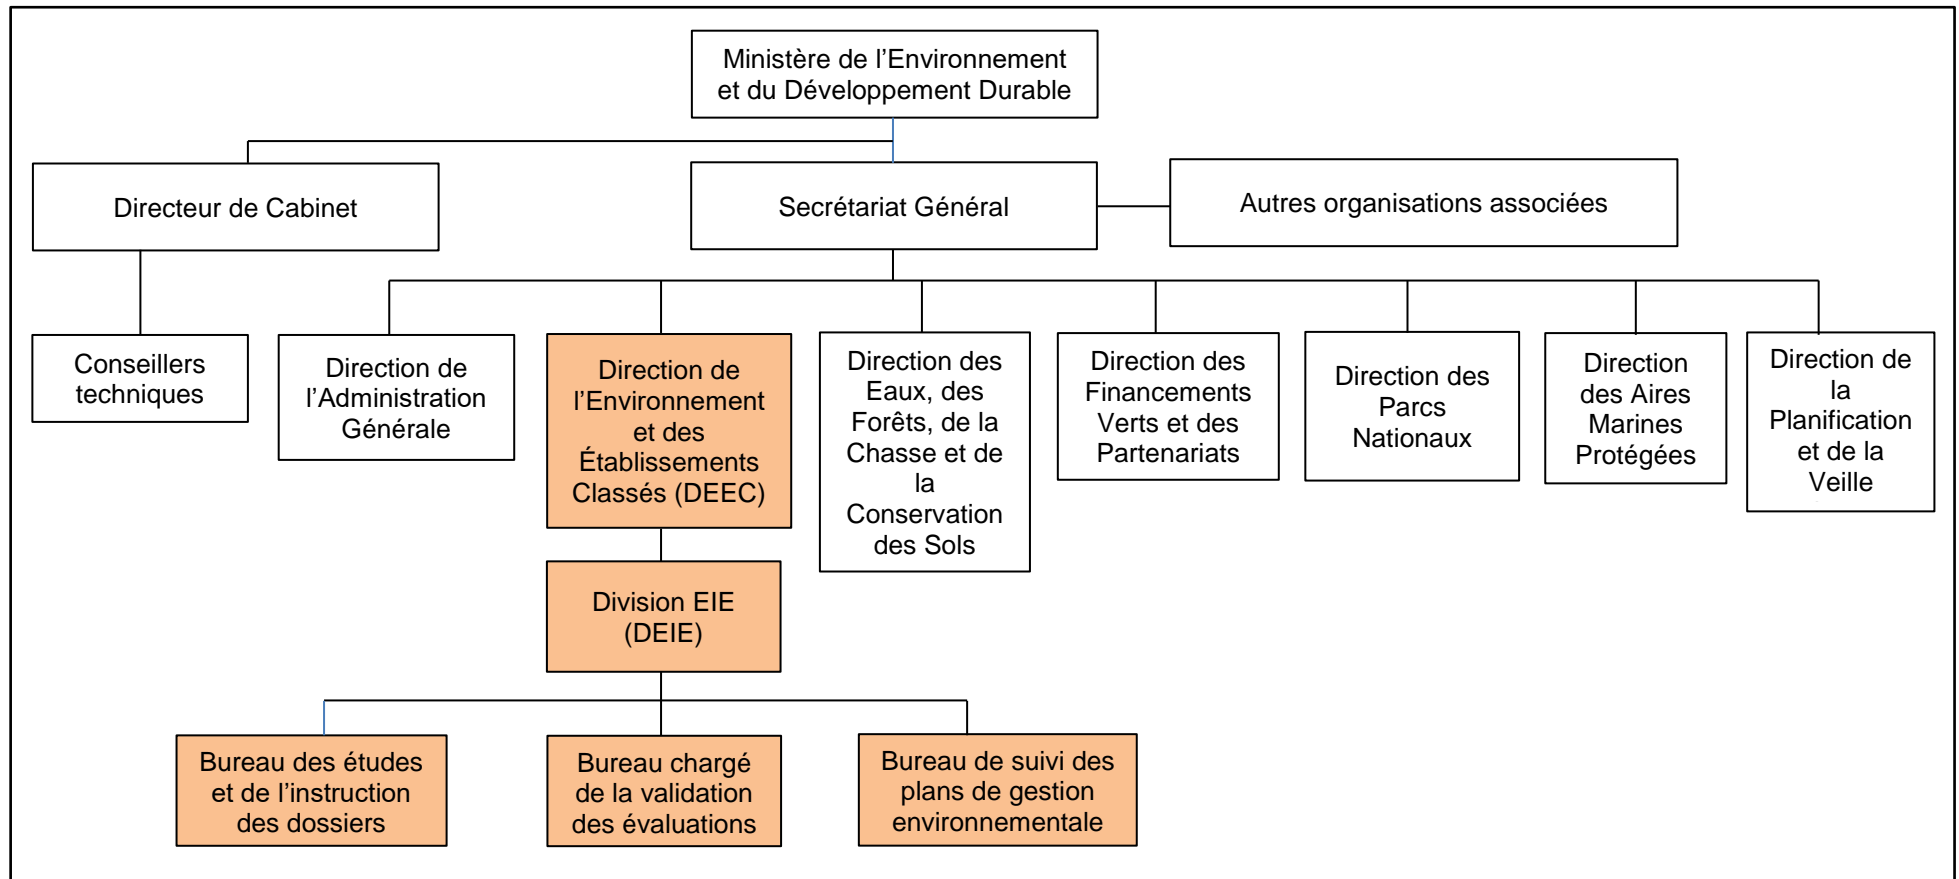 Ministère de l’Environnement
et du Développement Durable
Directeur de Cabinet
Secrétariat Général
Autres organisations associées
Conseillers
techniques
Direction de
l’Administration
Générale
Direction de
l’Environnement
et des
Établissements
Classés (DEEC)
Direction des
Eaux, des
Forêts, de la
Chasse et de
la
Conservation
des Sols
Direction des
Financements
Verts et des
Partenariats
Direction des
Parcs
Nationaux
Direction
des Aires
Marines
Protégées
Direction de
la
Planification
et de la
Veille
Division EIE
(DEIE)
Bureau des études
et de l’instruction
des dossiers
Bureau chargé
de la validation
des évaluations
Bureau de suivi des
plans de gestion
environnementale